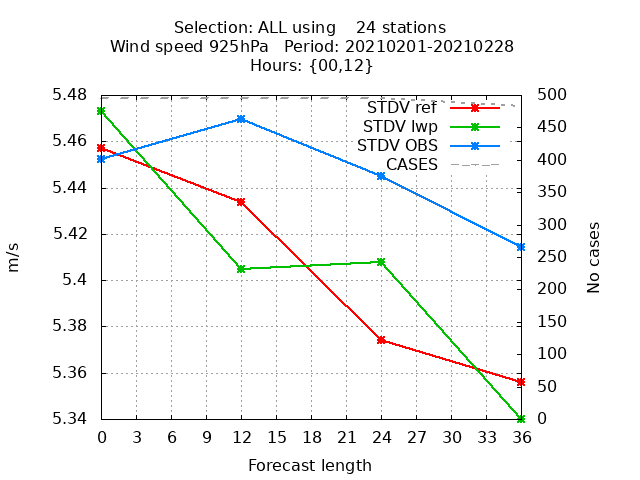 Selection: ALL using    24 stations
Wind speed 925hPa   Period: 20210201-20210228
Hours: {00,12}
STDV ref
STDV lwp
STDV OBS
CASES
5.48
5.46
5.44
5.42
5.4
5.38
5.36
5.34
m/s
500
450
400
350
300
250
200
150
100
50
0
No cases
0 3 6 9 12 15 18 21 24 27 30 33 36
Forecast length